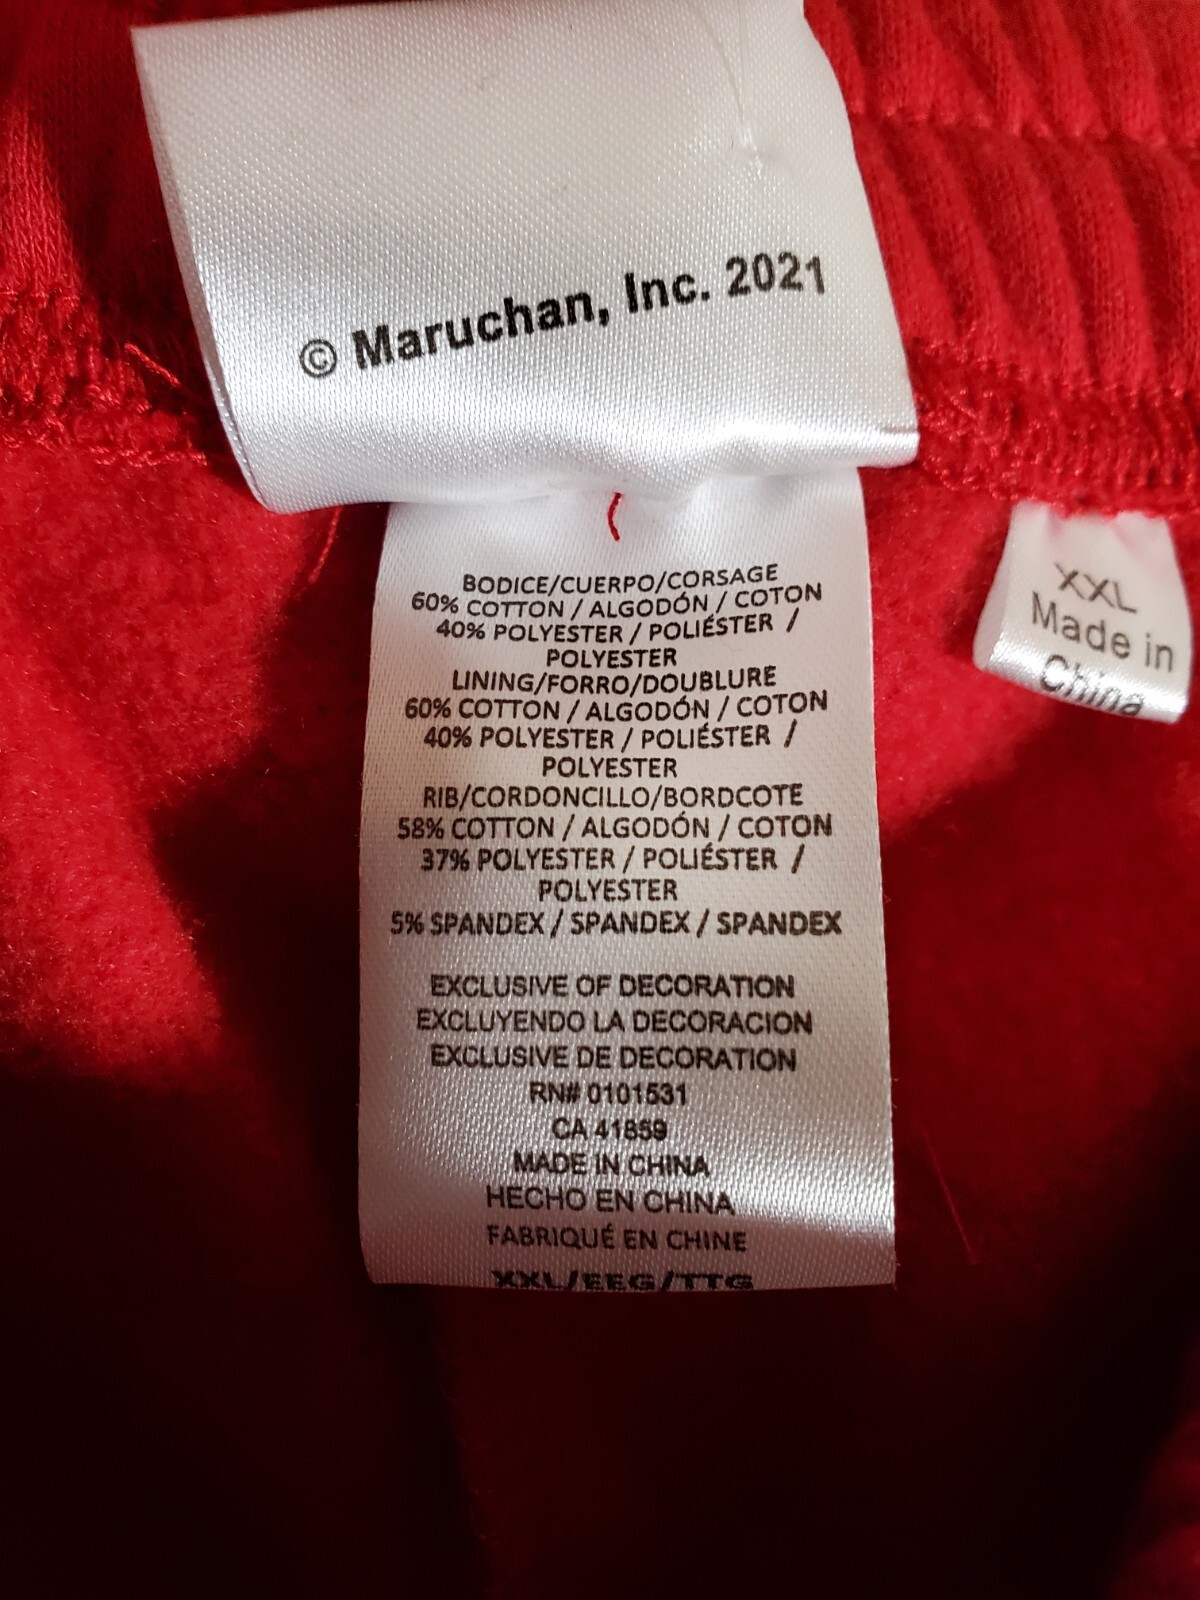 © Maruchan, Inc. 2021
BODICE/CUERPO/CORSAGE
60% COTTON / ALGODÓN / COTON
40% POLYESTER / POLIÉSTER /
POLYESTER
LINING/FORRO/DOUBLURE
60% COTTON / ALGODÓN / COTON
40% POLYESTER / POLIÉSTER /
POLYESTER
RIB/CORDONCILLO/BORDCOTE
58% COTTON / ALGODÓN / COTON
37% POLYESTER / POLIÉSTER /
POLYESTER
5% SPANDEX / SPANDEX / SPANDEX
EXCLUSIVE OF DECORATION
EXCLUYENDO LA DECORACION
EXCLUSIVE DE DECORATION
RN# 0101531
CA 41859
MADE IN CHINA
HECHO EN CHINA
FABRIQUÉ EN CHINE
XXL/EEG/TTG
XXL
Made in
China